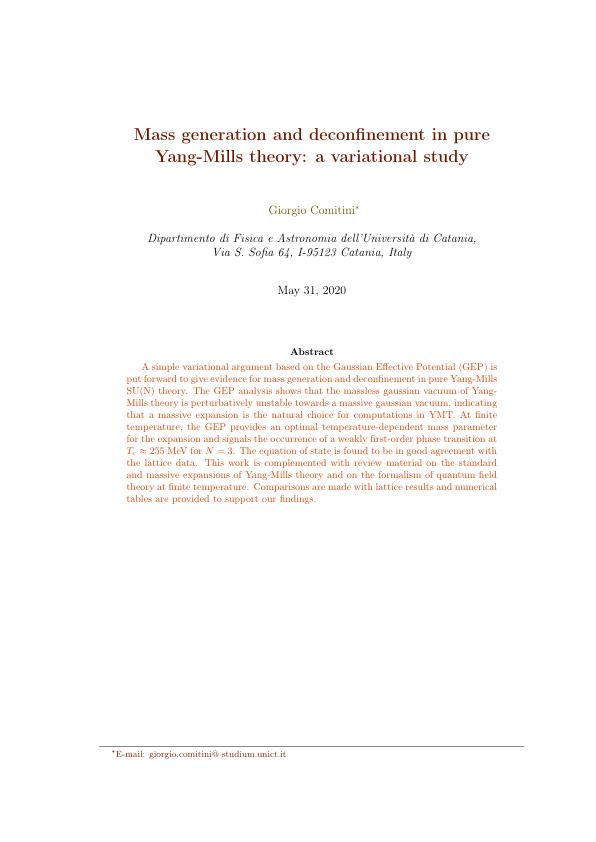 Mass generation and deconfinement in pure
Yang-Mills theory: a variational study
Giorgio Comitini*
Dipartimento di Fisica e Astronomia dell'Università di Catania,
Via S. Sofia 64, I-95123 Catania, Italy
May 31, 2020
Abstract
A simple variational argument based on the Gaussian Effective Potential (GEP) is
put forward to give evidence for mass generation and deconfinement in pure Yang-Mills
SU(N) theory. The GEP analysis shows that the massless gaussian vacuum of Yang-
Mills theory is perturbatively unstable towards a massive gaussian vacuum, indicating
that a massive expansion is the natural choice for computations in YMT. At finite
temperature, the GEP provides an optimal temperature-dependent mass parameter
for the expansion and signals the occurrence of a weakly first-order phase transition at
T_c ≈ 255 MeV for N = 3. The equation of state is found to be in good agreement with
the lattice data. This work is complemented with review material on the standard
and massive expansions of Yang-Mills theory and on the formalism of quantum field
theory at finite temperature. Comparisons are made with lattice results and numerical
tables are provided to support our findings.
*E-mail: giorgio.comitini@ studium.unict.it